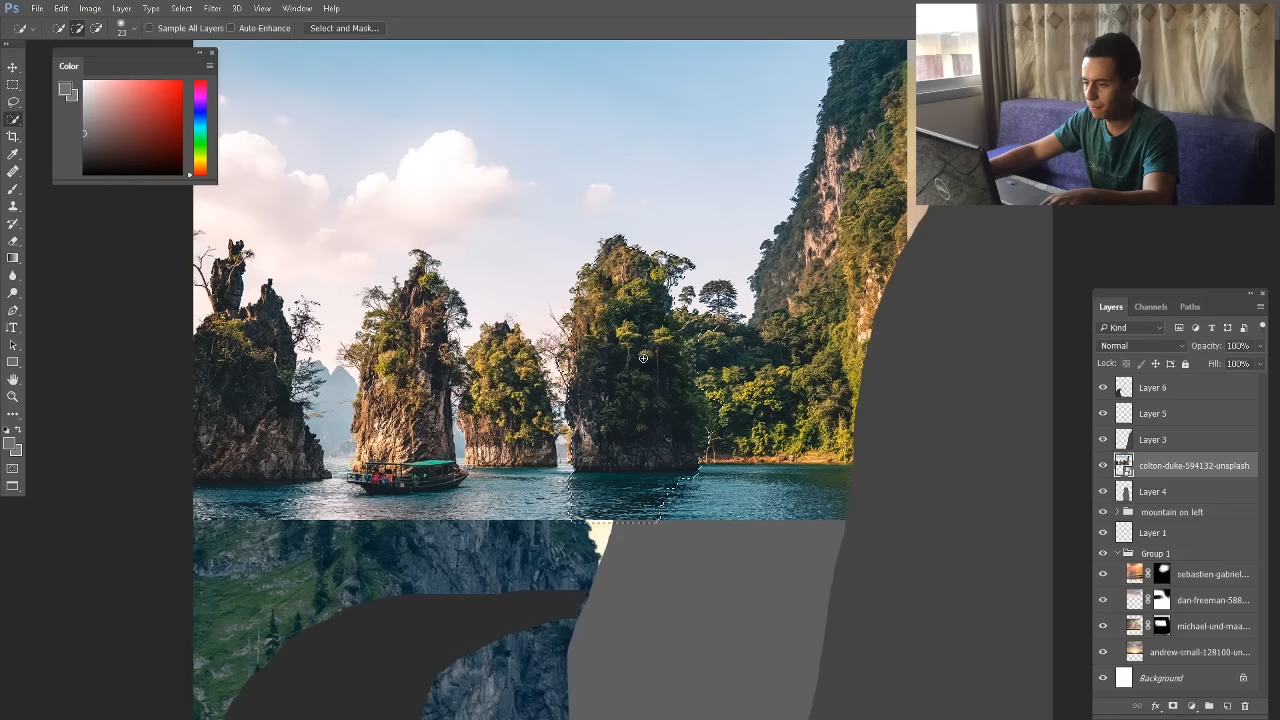 Ps File Edit Image Layer Type Select Filter 3D View Window Help
23 Sample All Layers Auto-Enhance Select and Mask...
Color
Layers Channels Paths
Kind
Normal Opacity: 100%
Lock: Fill: 100%
Layer 6
Layer 5
Layer 3
colton-duke-594132-unsplash
Layer 4
mountain on left
Layer 1
Group 1
sebastien-gabriel...
dan-freeman-588...
michael-und-maa...
andrew-small-128100-un...
Background